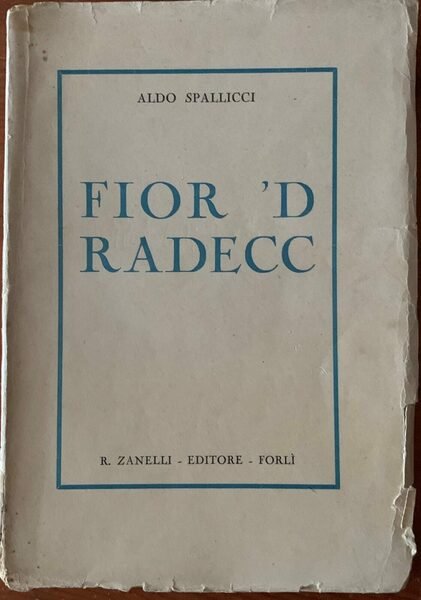 ALDO SPALLICCI
FIOR 'D
RADECC
R. ZANELLI - EDITORE - FORLÌ